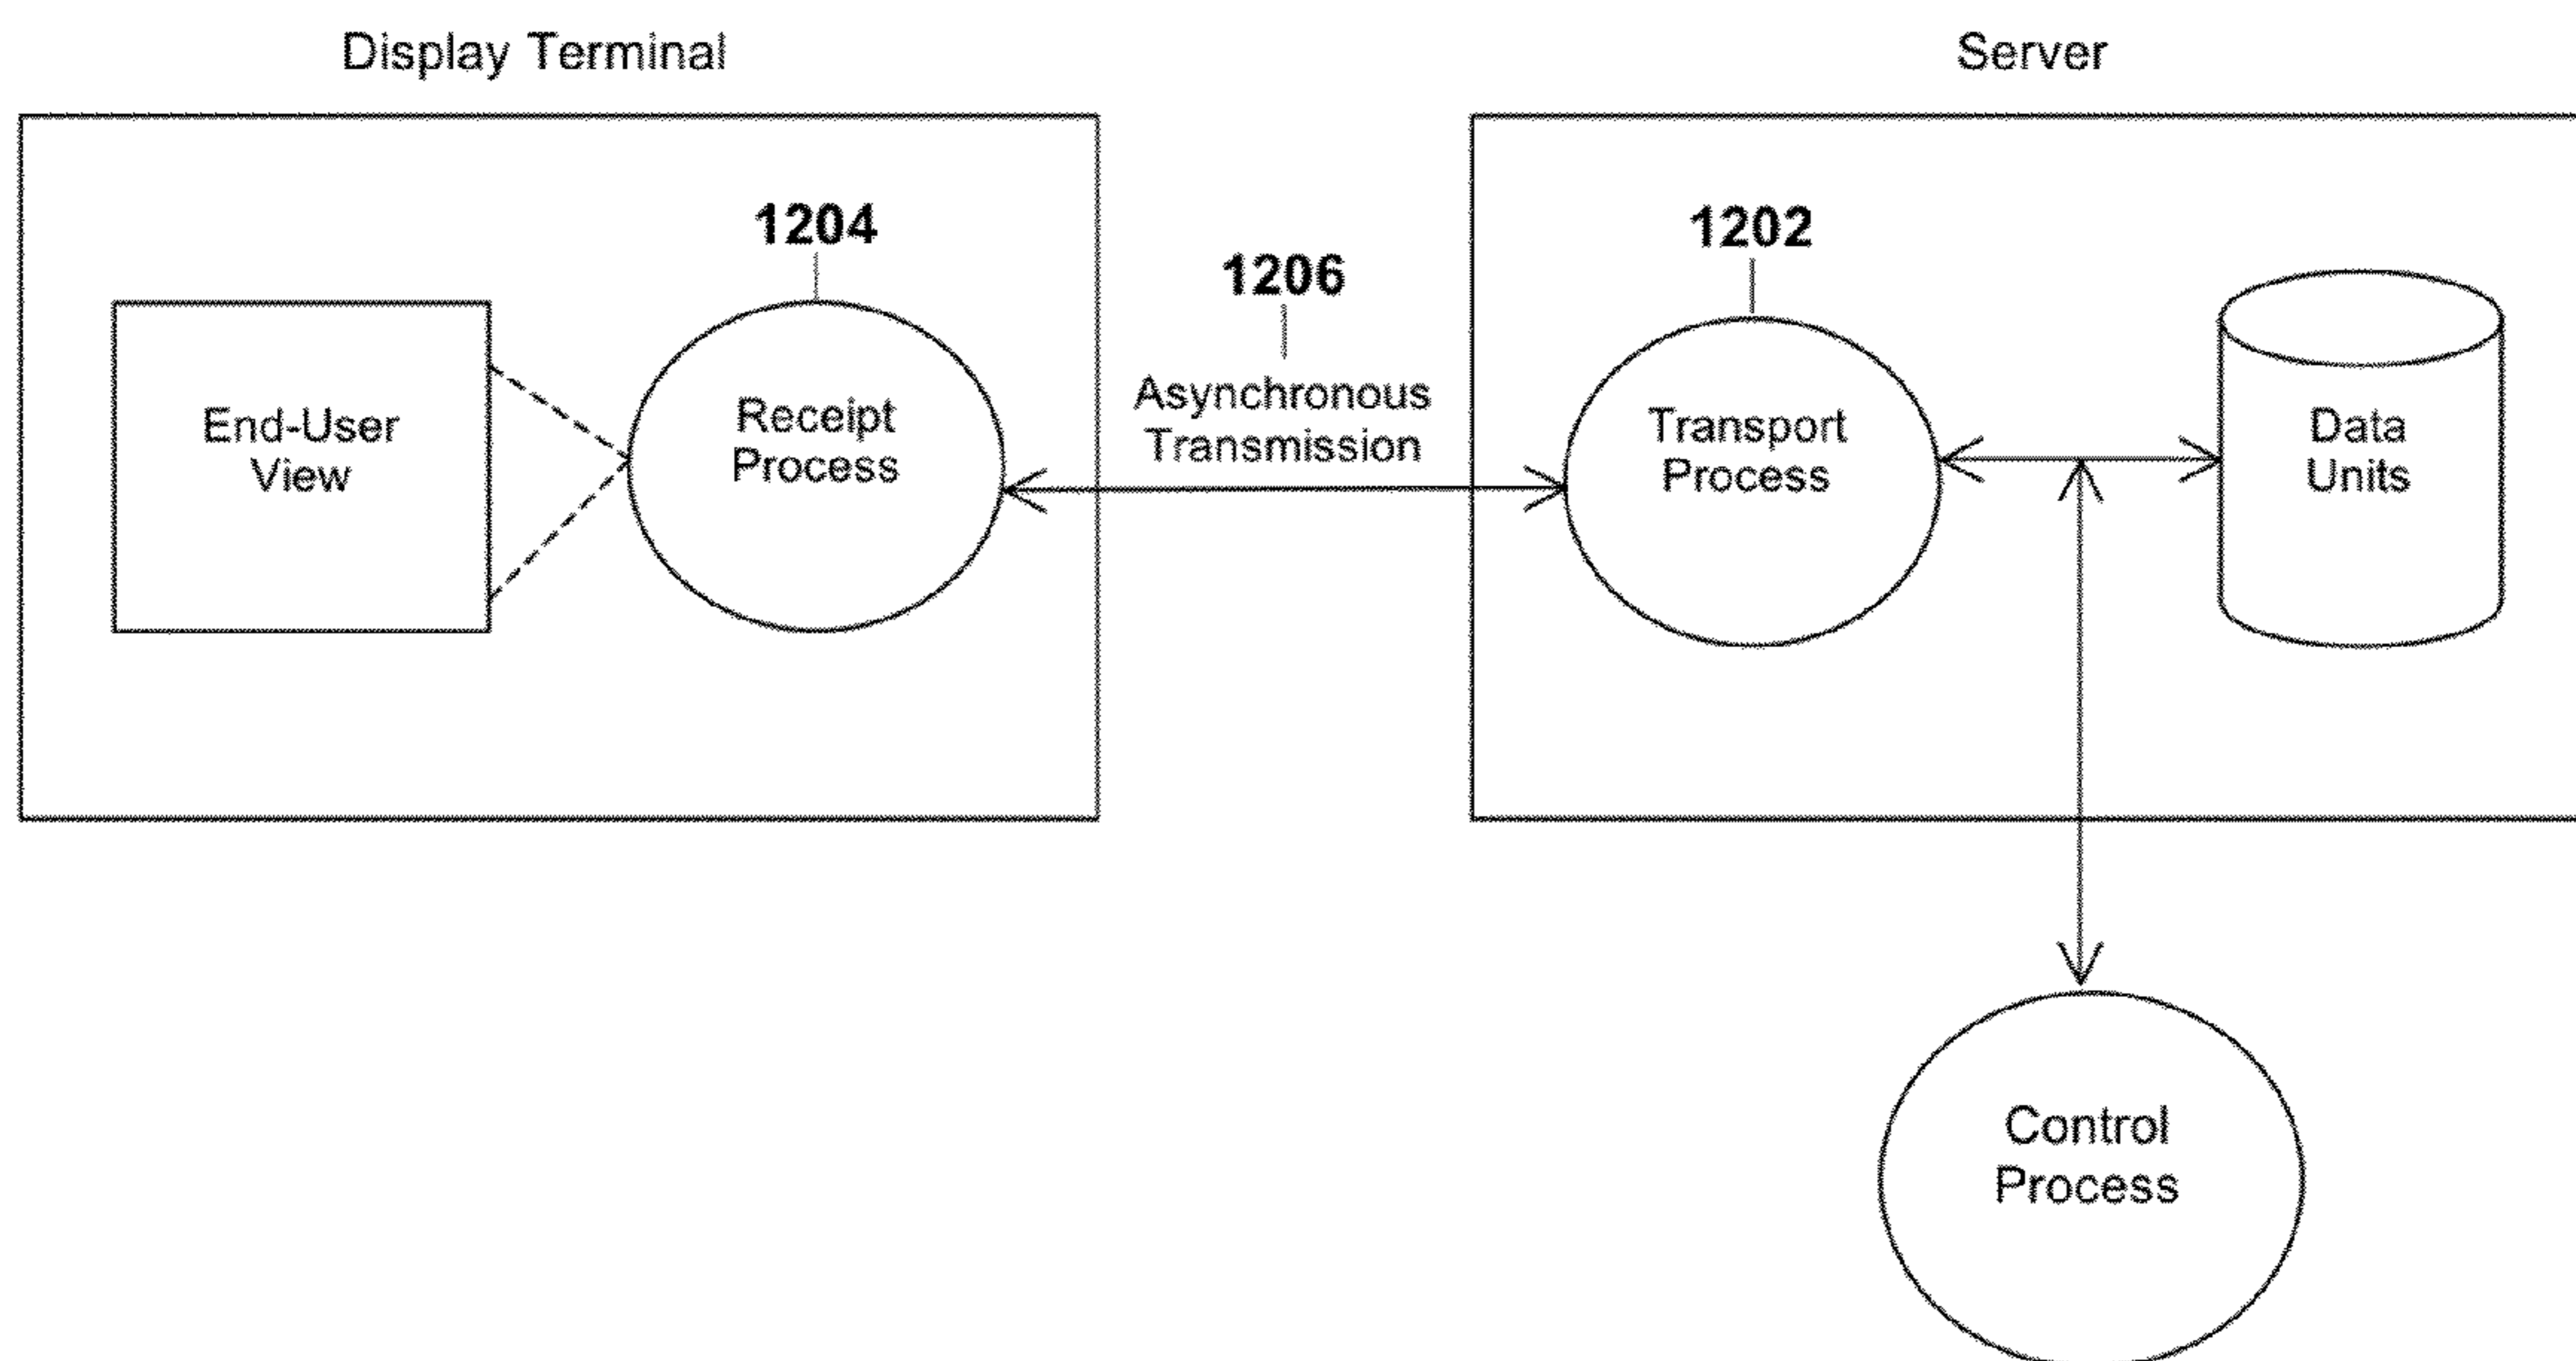 Display Terminal
Server
1204
1202
1206
End-User
View
Receipt
Process
Asynchronous
Transmission
Transport
Process
Data
Units
Control
Process